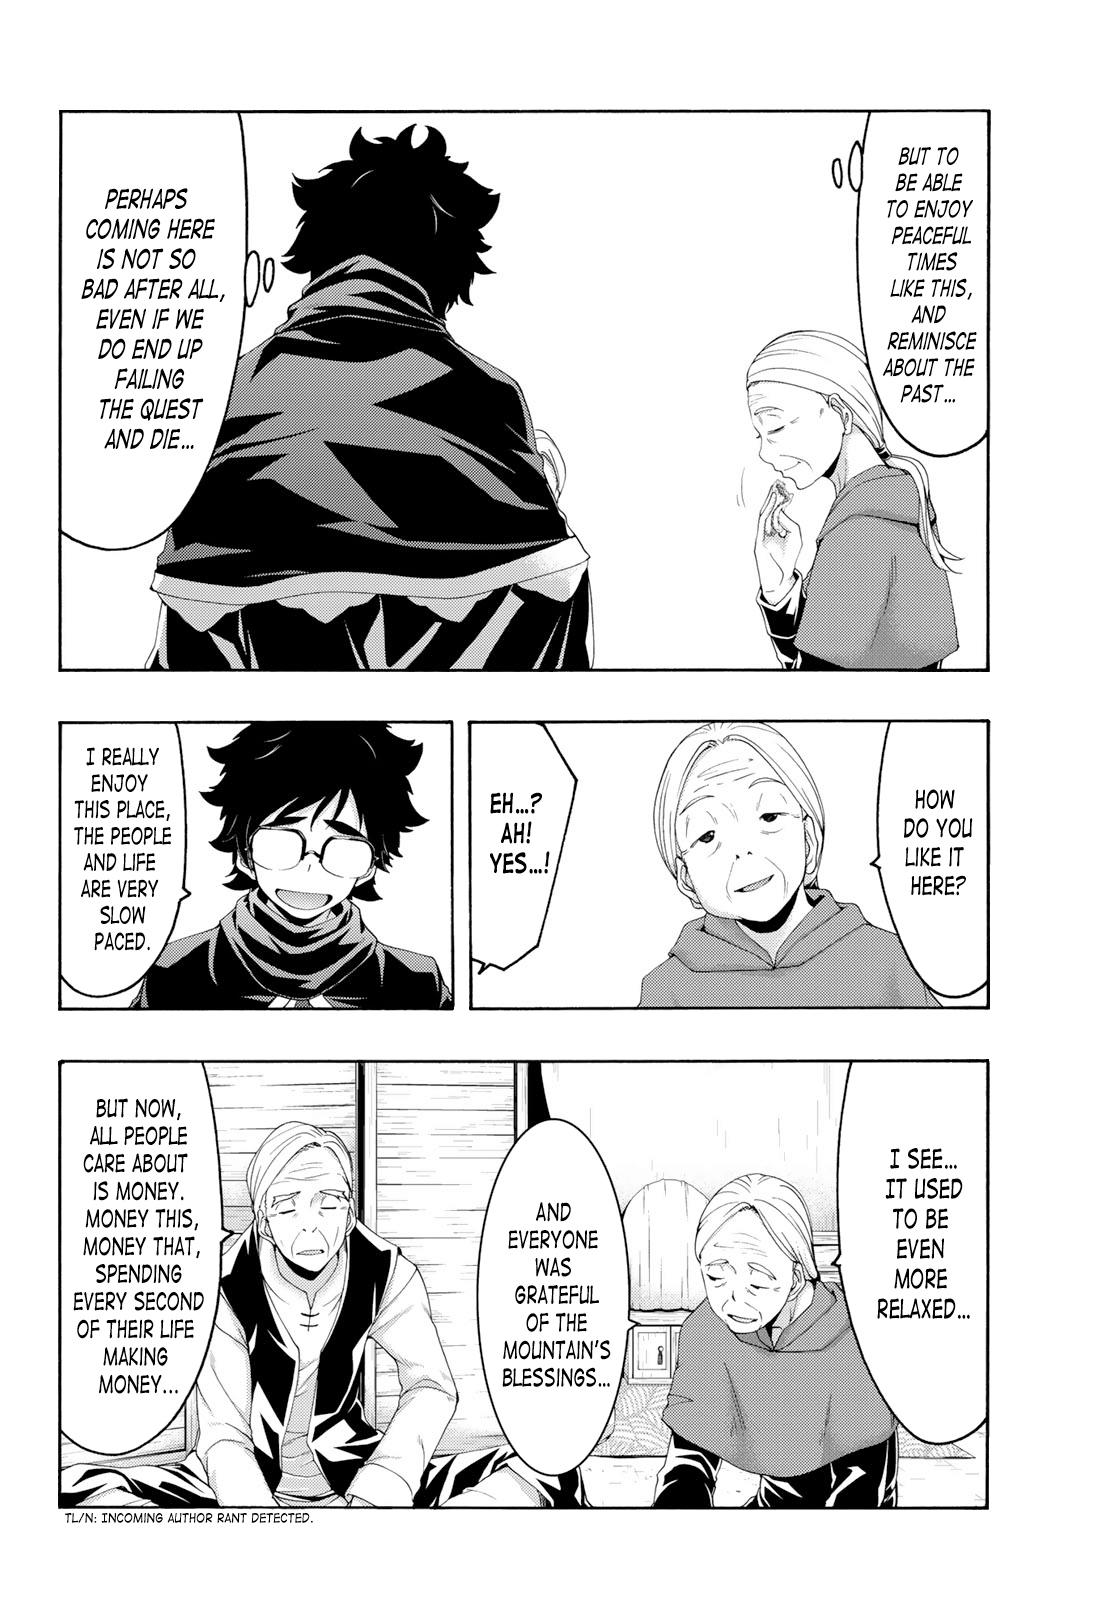 BUT TO
BE ABLE
TO ENJOY
PEACEFUL
TIMES
LIKE THIS,
AND
REMINISCE
ABOUT THE
PAST...
PERHAPS
COMING HERE
IS NOT SO
BAD AFTER ALL,
EVEN IF WE
DO END UP
FAILING
THE QUEST
AND DIE...
HOW
DO YOU
LIKE IT
HERE?
EH...?
AH!
YES...!
I REALLY
ENJOY
THIS PLACE,
THE PEOPLE
AND LIFE
ARE VERY
SLOW
PACED.
I SEE...
IT USED
TO BE
EVEN
MORE
RELAXED...
AND
EVERYONE
WAS
GRATEFUL
OF THE
MOUNTAIN'S
BLESSINGS...
BUT NOW,
ALL PEOPLE
CARE ABOUT
IS MONEY.
MONEY THIS,
MONEY THAT,
SPENDING
EVERY SECOND
OF THEIR LIFE
MAKING
MONEY...
TL/N: INCOMING AUTHOR RANT DETECTED.